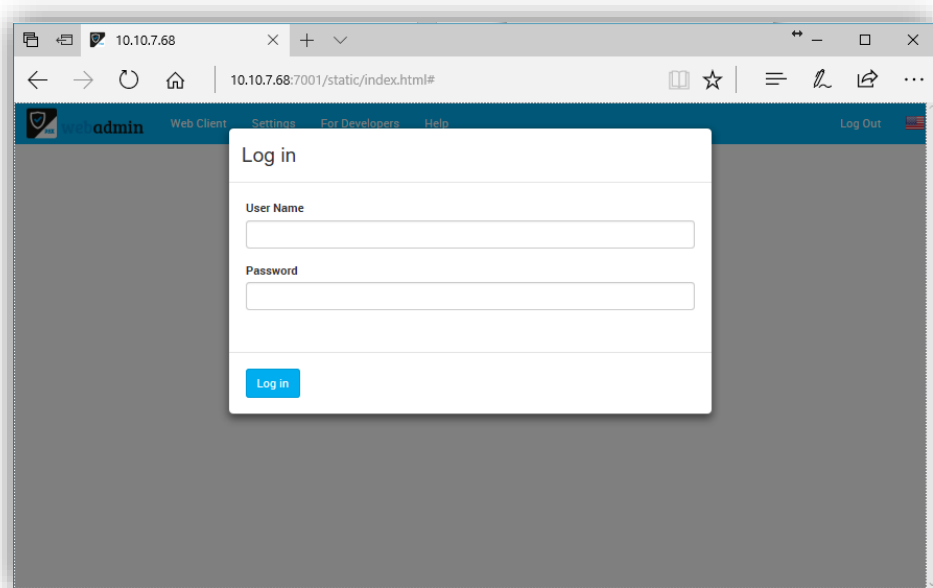 10.10.7.68
10.10.7.68:7001/static/index.html#
webadmin Web Client Settings For Developers Help Log Out
Log in
User Name
Password
Log in